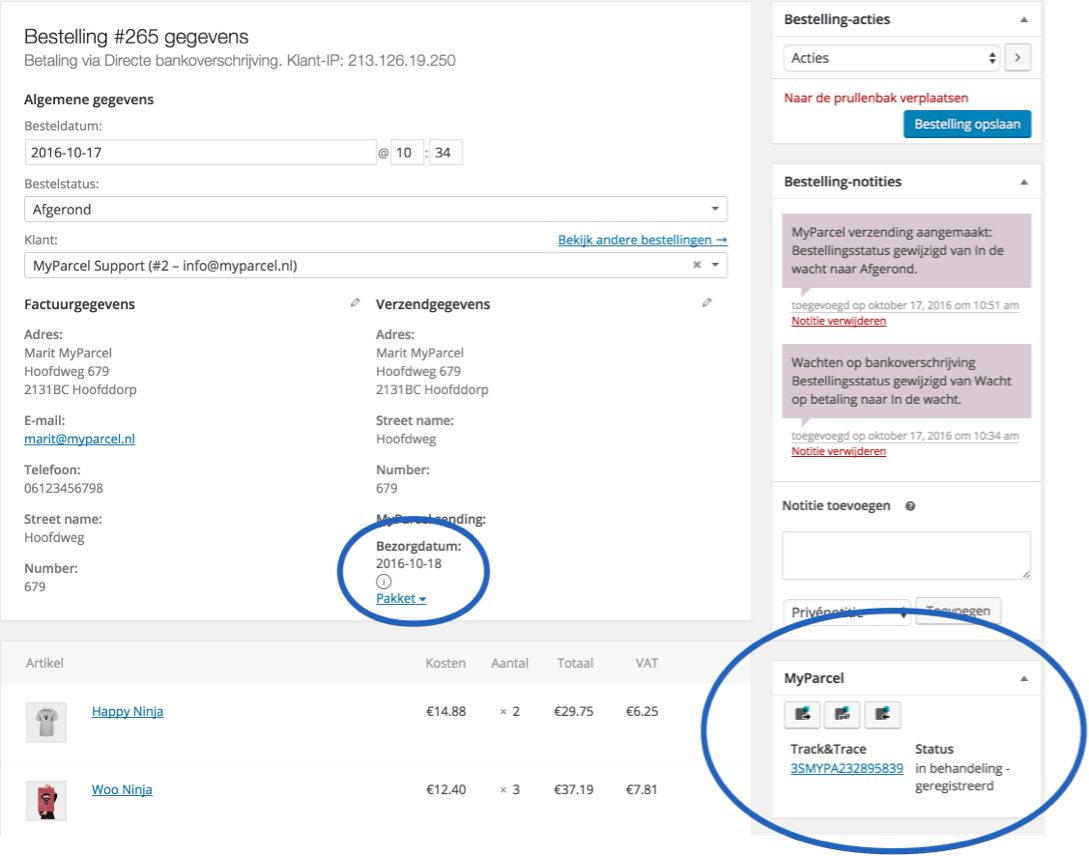 Bestelling #265 gegevens
Betaling via Directe bankoverschrijving. Klant-IP: 213.126.19.250
Algemene gegevens
Besteldatum:
2016-10-17 @ 10 : 34
Bestelstatus:
Afgerond
Klant: Bekijk andere bestellingen →
MyParcel Support (#2 – info@myparcel.nl) ×
Factuurgegevens
Adres:
Marit MyParcel
Hoofdweg 679
2131BC Hoofddorp
E-mail:
marit@myparcel.nl
Telefoon:
06123456798
Street name:
Hoofdweg
Number:
679
Verzendgegevens
Adres:
Marit MyParcel
Hoofdweg 679
2131BC Hoofddorp
Street name:
Hoofdweg
Number:
679
MyParcel zending:
Bezorgdatum:
2016-10-18
Pakket
Artikel Kosten Aantal Totaal VAT
Happy Ninja €14.88 × 2 €29.75 €6.25
Woo Ninja €12.40 × 3 €37.19 €7.81
Bestelling-acties
Acties
Naar de prullenbak verplaatsen
Bestelling opslaan
Bestelling-notities
MyParcel verzending aangemaakt:
Bestellingsstatus gewijzigd van In de
wacht naar Afgerond.
toegevoegd op oktober 17, 2016 om 10:51 am
Notitie verwijderen
Wachten op bankoverschrijving
Bestellingsstatus gewijzigd van Wacht
op betaling naar In de wacht.
toegevoegd op oktober 17, 2016 om 10:34 am
Notitie verwijderen
Notitie toevoegen ?
Privénotitie Toevoegen
MyParcel
Track&Trace Status
3SMYPA232895839 in behandeling -
geregistreerd